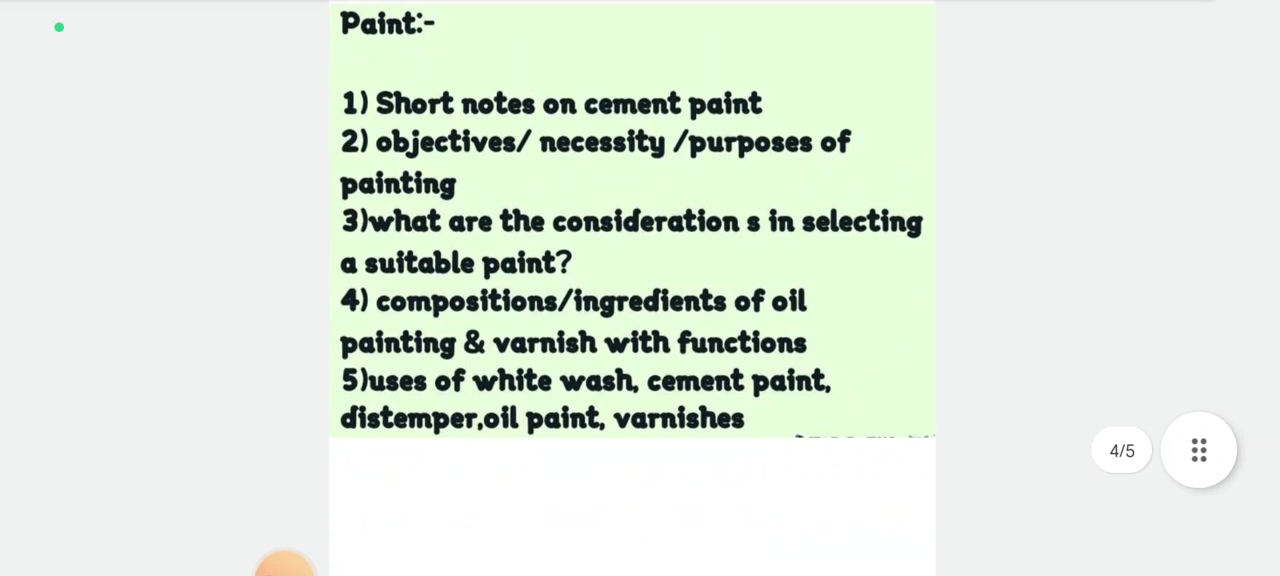 Paint:-
1) Short notes on cement paint
2) objectives/ necessity /purposes of
painting
3)what are the consideration s in selecting
a suitable paint?
4) compositions/ingredients of oil
painting & varnish with functions
5)uses of white wash, cement paint,
distemper,oil paint, varnishes
4/5